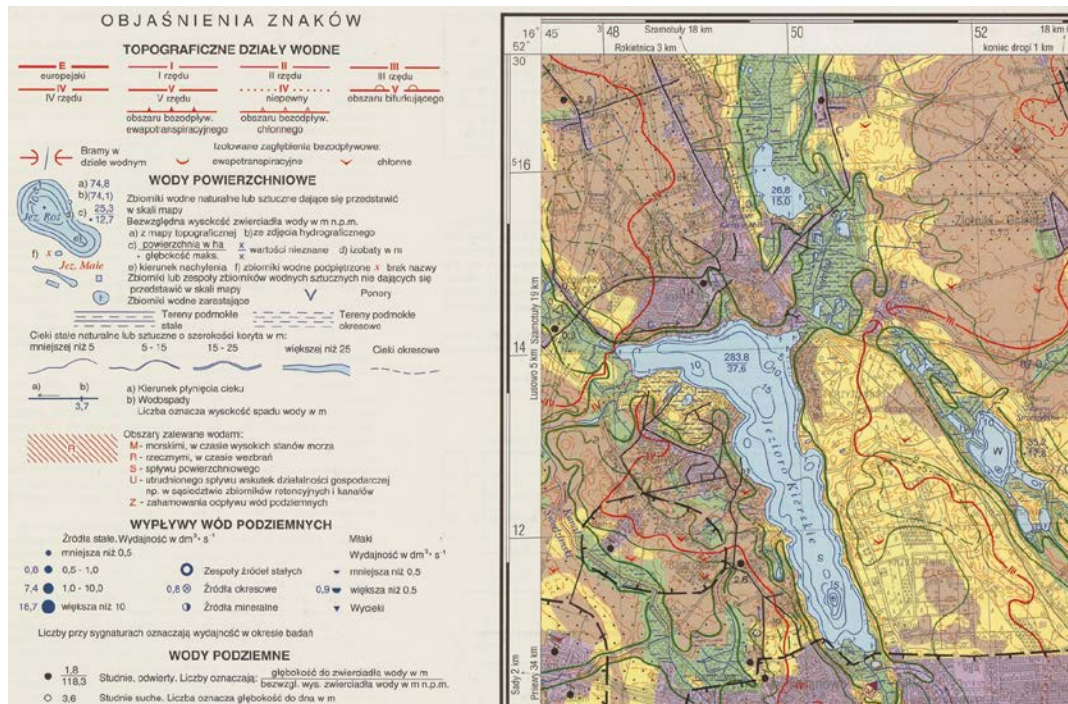 OBJAŚNIENIA ZNAKÓW
TOPOGRAFICZNE DZIAŁY WODNE
E
europejski
I
I rzędu
II
II rzędu
III
III rzędu
IV
IV rzędu
V
V rzędu
IV
niepewny
V
obszaru bifurkującego
obszaru bezodpływ.
ewapotranspiracyjnego
obszaru bezodpływ.
chłonnego
Bramy w
dziale wodnym
Izolowane zagłębienia bezodpływowe:
ewapotranspiracyjne
chłonne
WODY POWIERZCHNIOWE
a) 74,8
b)(74,1)
c) 25,3
12,7
Jez. Roś
e)
f) x
Jez. Małe
Zbiorniki wodne naturalne lub sztuczne dające się przedstawić
w skali mapy
Bezwzględna wysokość zwierciadła wody w m n.p.m.
a) z mapy topograficznej b)ze zdjęcia hydrograficznego
c) powierzchnia w ha
głębokość maks.
x
x
wartości nieznane d) izobaty w m
e) kierunek nachylenia f) zbiorniki wodne podpiętrzone x brak nazwy
Zbiorniki lub zespoły zbiorników wodnych sztucznych nie dających się
przedstawić w skali mapy
Zbiorniki wodne zarastające
Ponory
Tereny podmokłe
stałe
Tereny podmokłe
okresowe
Cieki stałe naturalne lub sztuczne o szerokości koryta w m:
mniejszej niż 5
5 - 15
15 - 25
większej niż 25
Cieki okresowe
a)
b)
3,7
a) Kierunek płynięcia cieku
b) Wodospady
Liczba oznacza wysokość spadu wody w m
R
Obszary zalewane wodami:
M - morskimi, w czasie wysokich stanów morza
R - rzecznymi, w czasie wezbrań
S - spływu powierzchniowego
U - utrudnionego spływu wskutek działalności gospodarczej
np. w sąsiedztwie zbiorników retencyjnych i kanałów
Z - zahamowania odpływu wód podziemnych
WYPŁYWY WÓD PODZIEMNYCH
Źródła stałe. Wydajność w dm³· s⁻¹
mniejsza niż 0,5
0,8
0,5 - 1,0
7,4
1,0 - 10,0
18,7
większa niż 10
Zespoły źródeł stałych
0,8
Źródła okresowe
Źródła mineralne
Młaki
Wydajność w dm³· s⁻¹
mniejsza niż 0,5
0,9
większa niż 0,5
Wycieki
Liczby przy sygnaturach oznaczają wydajność w okresie badań
WODY PODZIEMNE
1,8
118,3
Studnie, odwierty. Liczby oznaczają:
głębokość do zwierciadła wody w m
bezwzgl. wys. zwierciadła wody w m n.p.m.
3,6
Studnie suche. Liczba oznacza głębokość do dna w m
16° 45
3
48
Szamotuły 18 km
Rokietnica 3 km
50
52
18 km
koniec drogi 1 km
52°
30
5
16
14
12
Szamotuły 19 km
Lusowo 5 km
Sady 2 km
Pniewy 34 km
26,8
15.0
283.8
37,6
10
15
Jezioro Kierskie
S
W
III
2,8
2,6